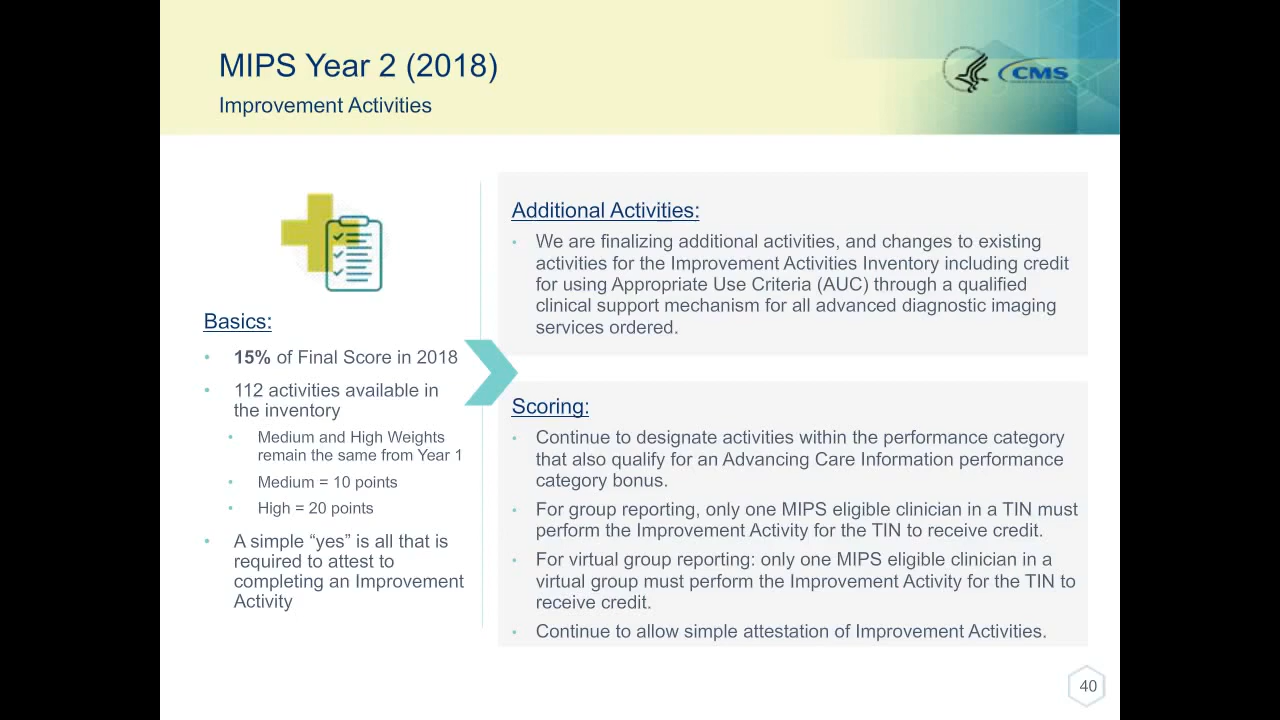 MIPS Year 2 (2018)
Improvement Activities
CMS
Basics:
• 15% of Final Score in 2018
• 112 activities available in
the inventory
• Medium and High Weights
remain the same from Year 1
• Medium = 10 points
• High = 20 points
• A simple “yes” is all that is
required to attest to
completing an Improvement
Activity
Additional Activities:
• We are finalizing additional activities, and changes to existing
activities for the Improvement Activities Inventory including credit
for using Appropriate Use Criteria (AUC) through a qualified
clinical support mechanism for all advanced diagnostic imaging
services ordered.
Scoring:
• Continue to designate activities within the performance category
that also qualify for an Advancing Care Information performance
category bonus.
• For group reporting, only one MIPS eligible clinician in a TIN must
perform the Improvement Activity for the TIN to receive credit.
• For virtual group reporting: only one MIPS eligible clinician in a
virtual group must perform the Improvement Activity for the TIN to
receive credit.
• Continue to allow simple attestation of Improvement Activities.
40